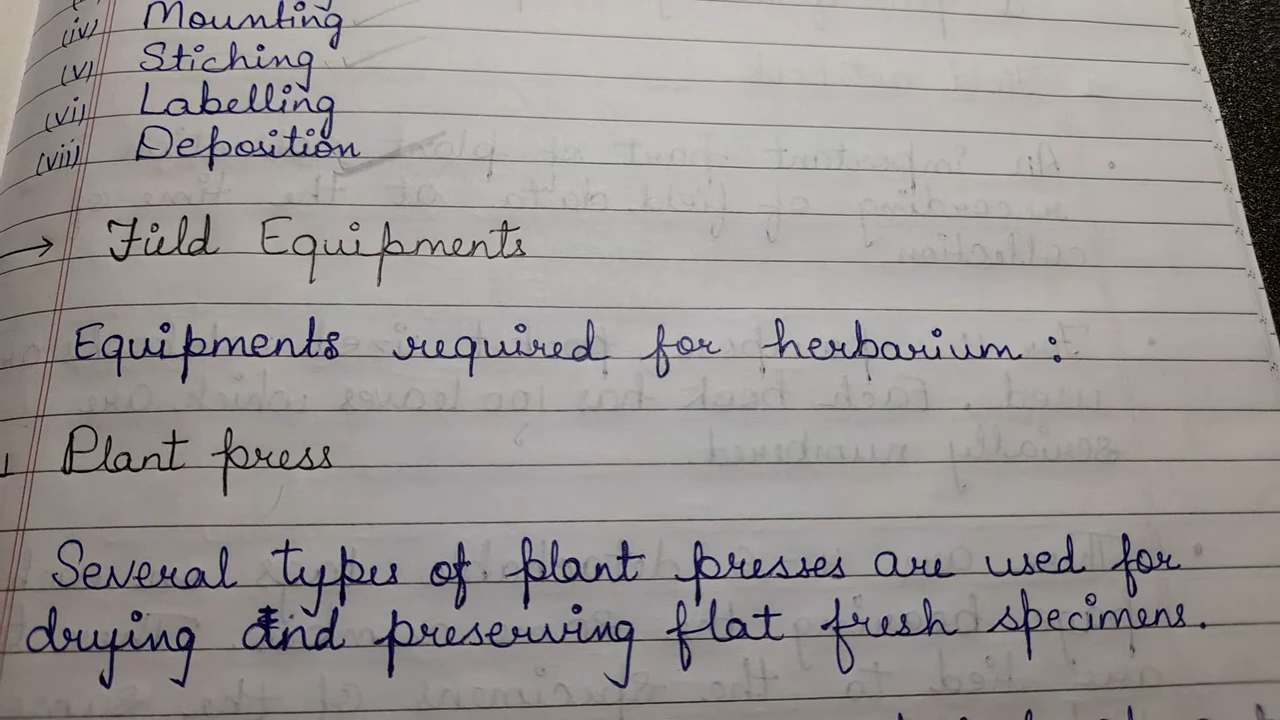 (iv) Mounting
(v) Stiching
(vi) Labelling
(vii) Deposition
→ Field Equipments
Equipments required for herbarium :
1 Plant press
Several types of plant presses are used for
drying and preserving flat fresh specimens.